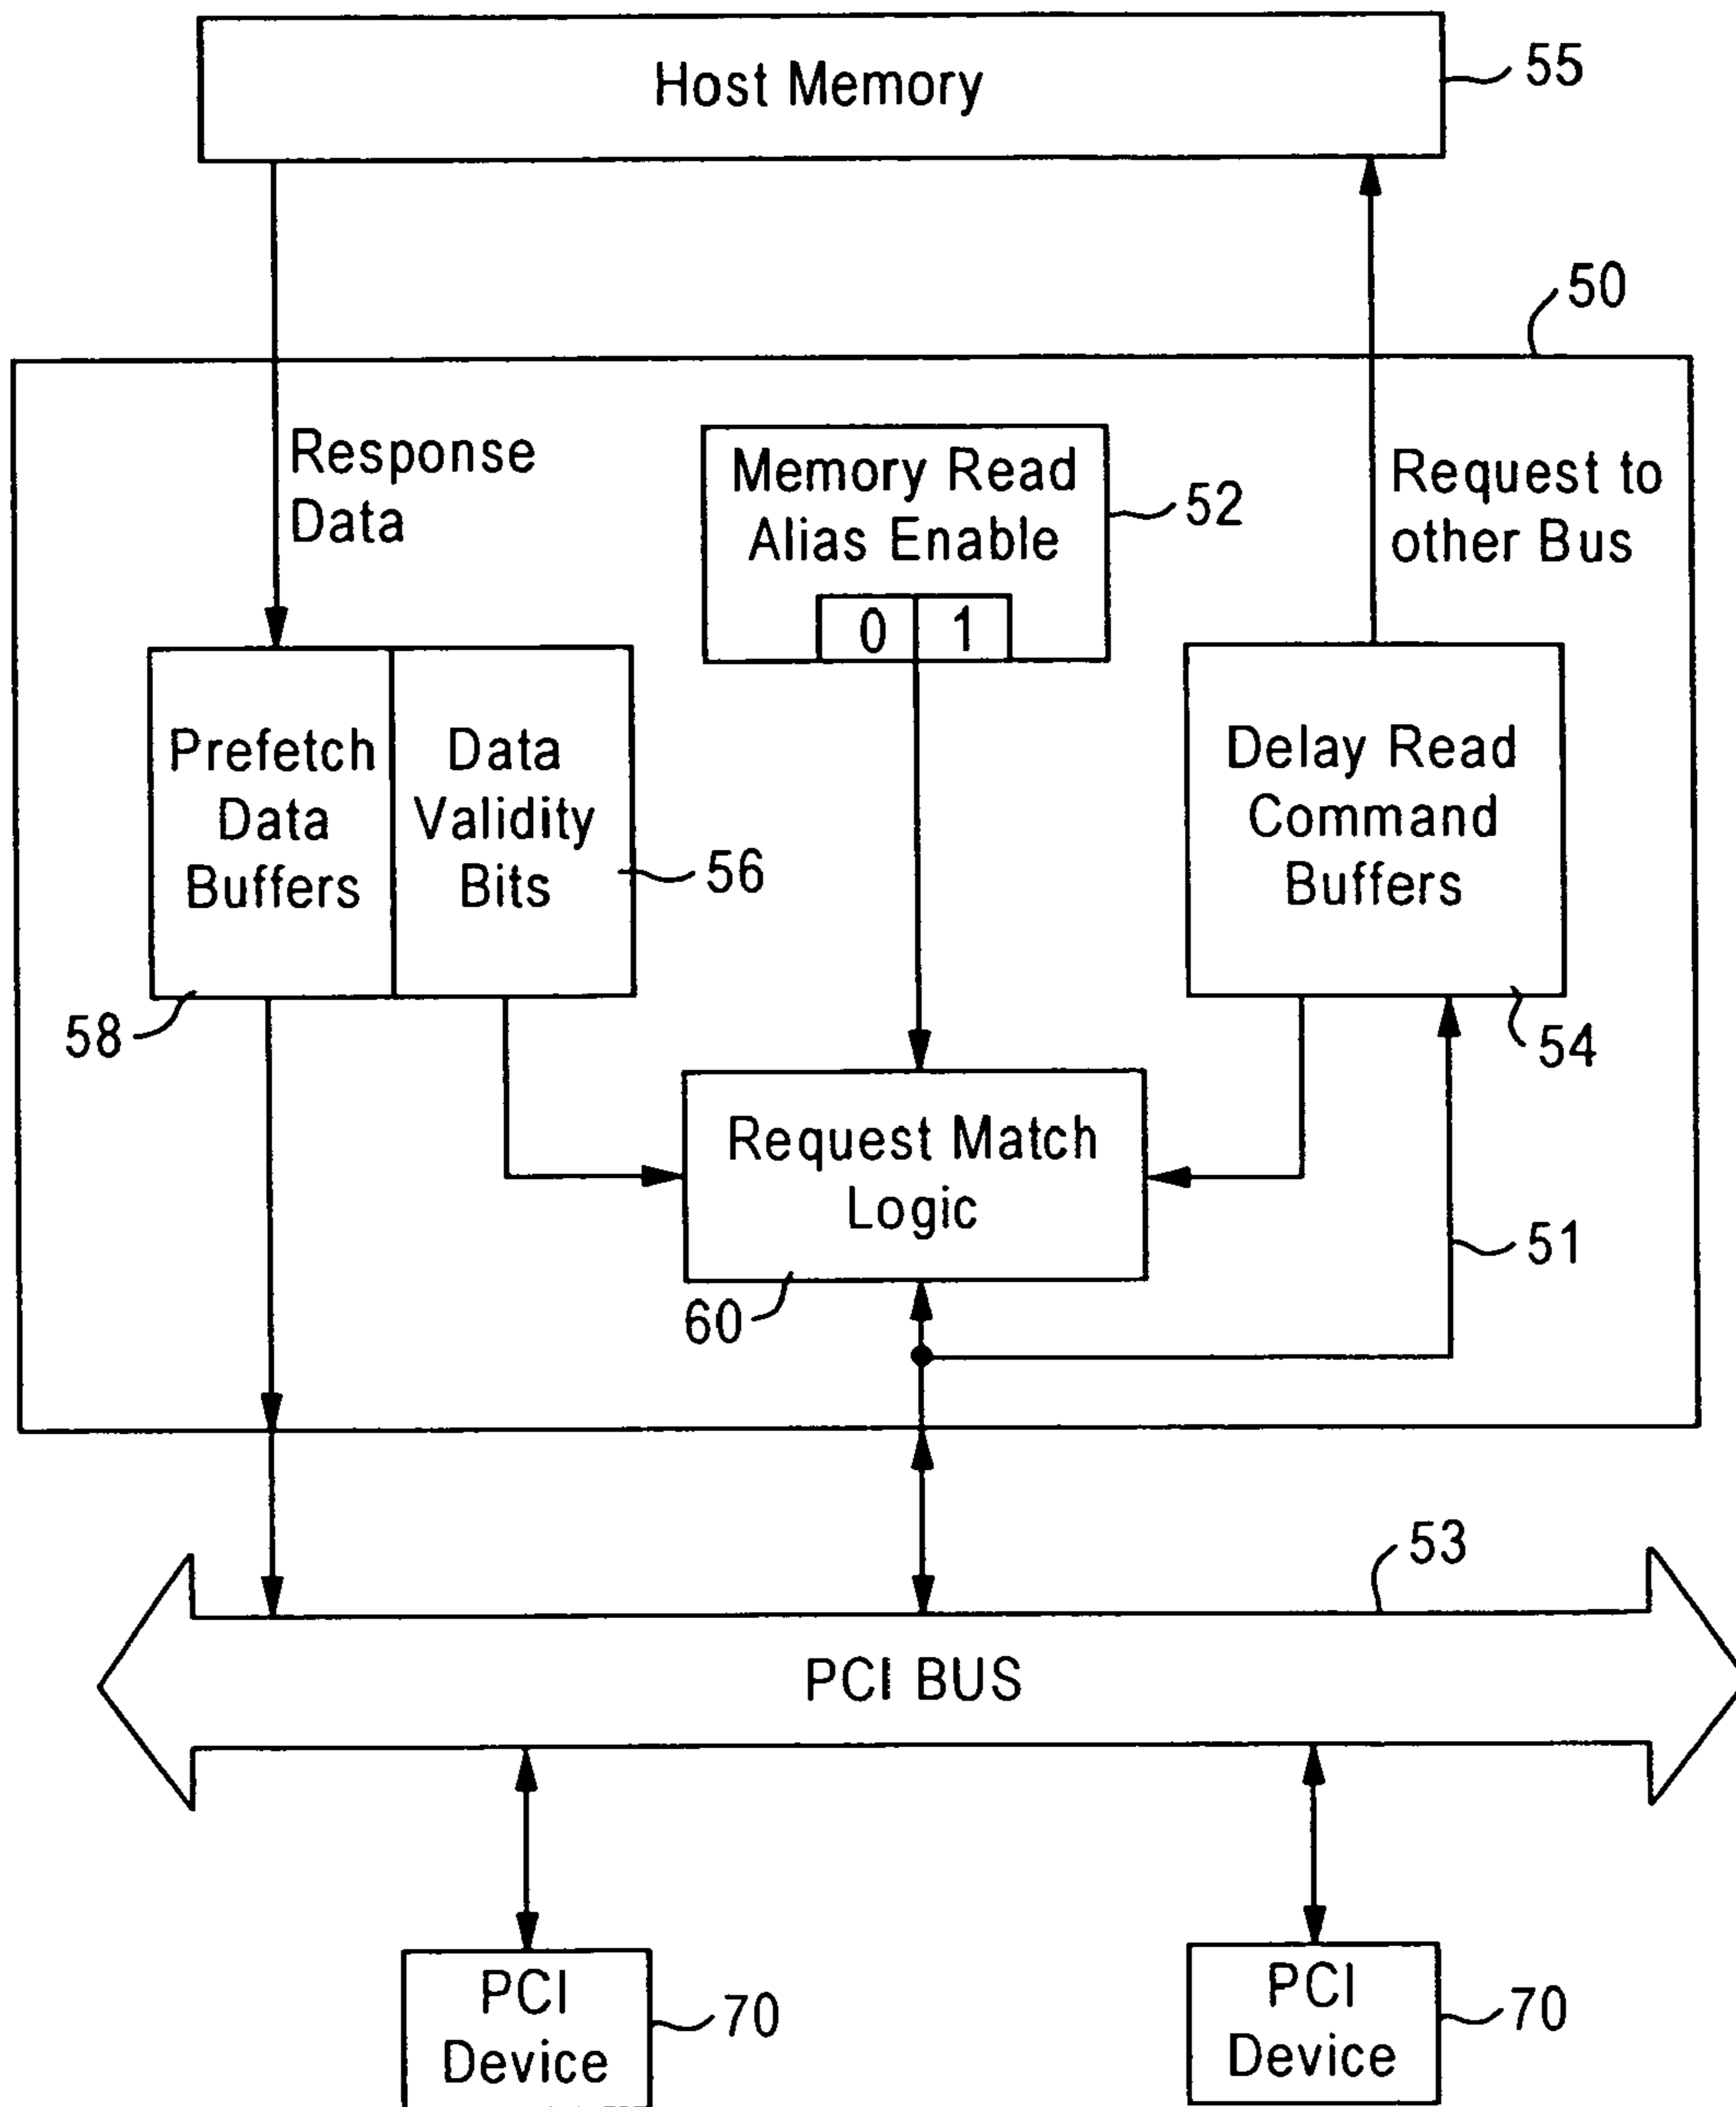 Host Memory
55
50
Response
Data
Memory Read
Alias Enable
0 1
52
Request to
other Bus
Prefetch
Data
Buffers
Data
Validity
Bits
56
Delay Read
Command
Buffers
58
54
Request Match
Logic
51
60
53
PCI BUS
PCI
Device
70
PCI
Device
70